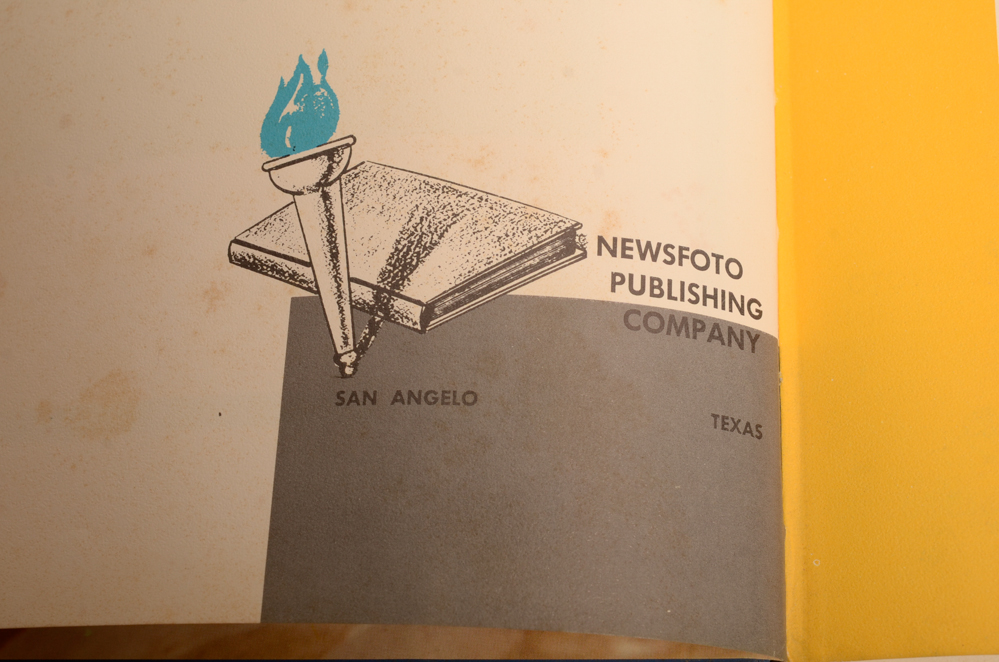 NEWSFOTO
PUBLISHING
COMPANY
SAN ANGELO TEXAS